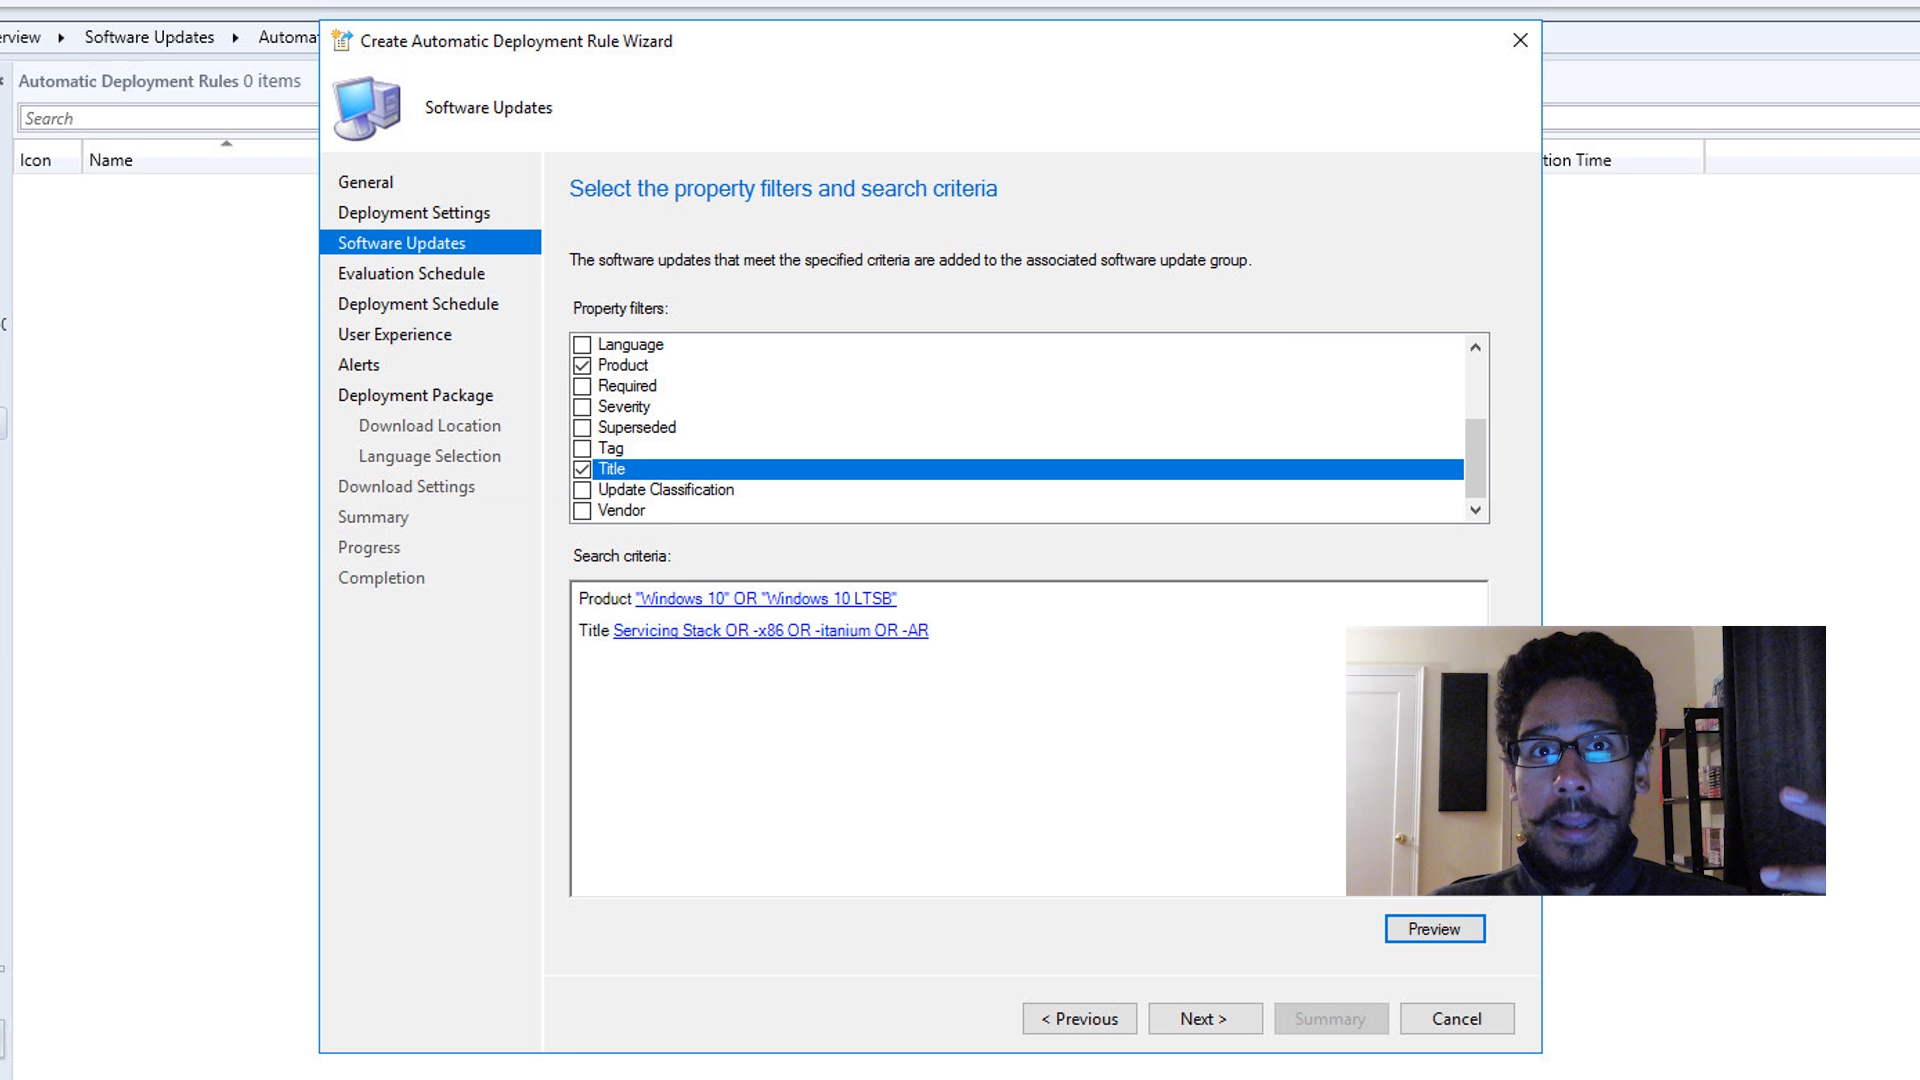 Software Updates
Automatic Deployment Rules 0 items
Search
Icon
Name
Create Automatic Deployment Rule Wizard
Software Updates
General
Deployment Settings
Software Updates
Evaluation Schedule
Deployment Schedule
User Experience
Alerts
Deployment Package
Download Location
Language Selection
Download Settings
Summary
Progress
Completion
Select the property filters and search criteria
The software updates that meet the specified criteria are added to the associated software update group.
Property filters:
Language
Product
Required
Severity
Superseded
Tag
Title
Update Classification
Vendor
Search criteria:
Product "Windows 10" OR "Windows 10 LTSB"
Title Servicing Stack OR -x86 OR -itanium OR -AR
Preview
< Previous
Next >
Summary
Cancel
Time